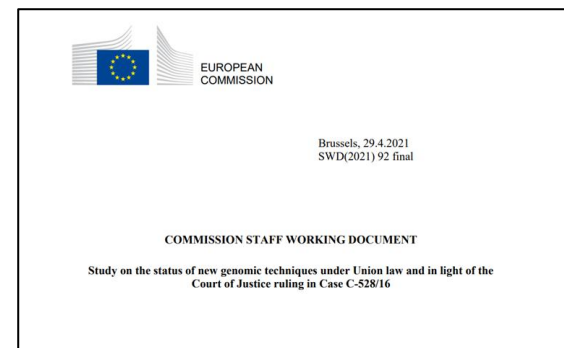 EUROPEAN
COMMISSION
Brussels, 29.4.2021
SWD(2021) 92 final
COMMISSION STAFF WORKING DOCUMENT
Study on the status of new genomic techniques under Union law and in light of the
Court of Justice ruling in Case C-528/16